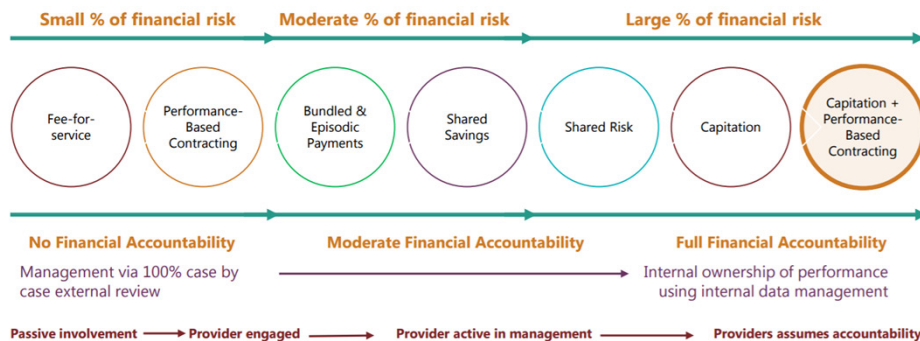 Small % of financial risk
Moderate % of financial risk
Large % of financial risk
Fee-for-
service
Performance-
Based
Contracting
Bundled &
Episodic
Payments
Shared
Savings
Shared Risk
Capitation
Capitation +
Performance-
Based
Contracting
No Financial Accountability
Moderate Financial Accountability
Full Financial Accountability
Management via 100% case by
case external review
Internal ownership of performance
using internal data management
Passive involvement
Provider engaged
Provider active in management
Providers assumes accountability